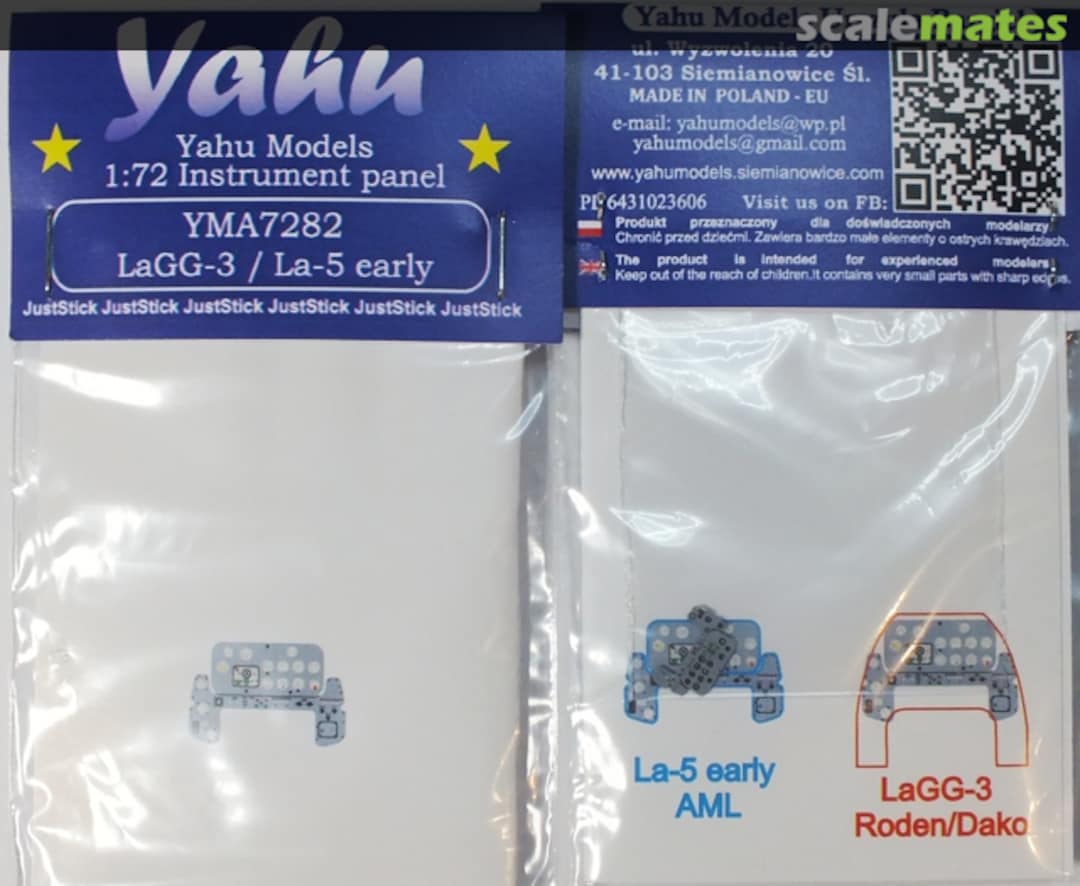 scalemates
Yahu
Yahu Models
1:72 Instrument panel
YMA7282
LaGG-3 / La-5 early
JustStick JustStick JustStick JustStick JustStick JustStick
Yahu Models
ul. Wyzwolenia 20
41-103 Siemianowice Śl.
MADE IN POLAND - EU
e-mail: yahumodels@wp.pl
yahumodels@gmail.com
www.yahumodels.siemianowice.com
PL 6431023606 Visit us on FB:
Produkt przeznaczony dla doświadczonych modelarzy.
Chronić przed dziećmi. Zawiera bardzo małe elementy o ostrych krawędziach.
The product is intended for experienced modelers.
Keep out of the reach of children.It contains very small parts with sharp edges.
La-5 early
AML
LaGG-3
Roden/Dako